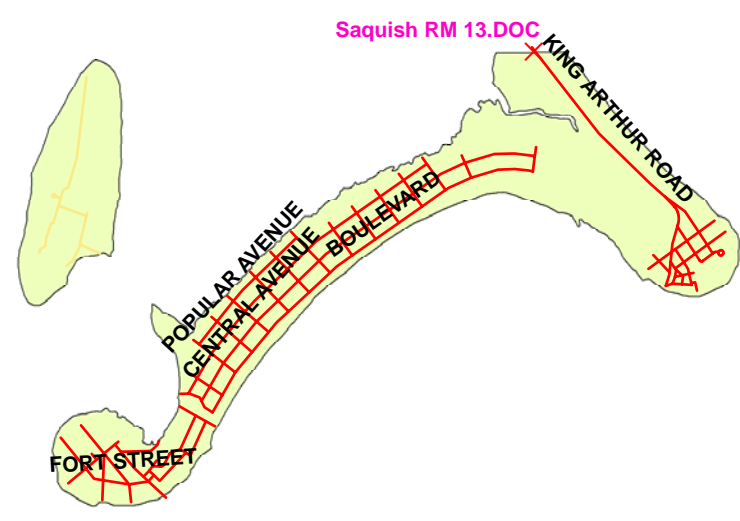 Saquish RM 13.DOC
KING ARTHUR ROAD
POPULAR AVENUE
CENTRAL AVENUE
BOULEVARD
FORT STREET